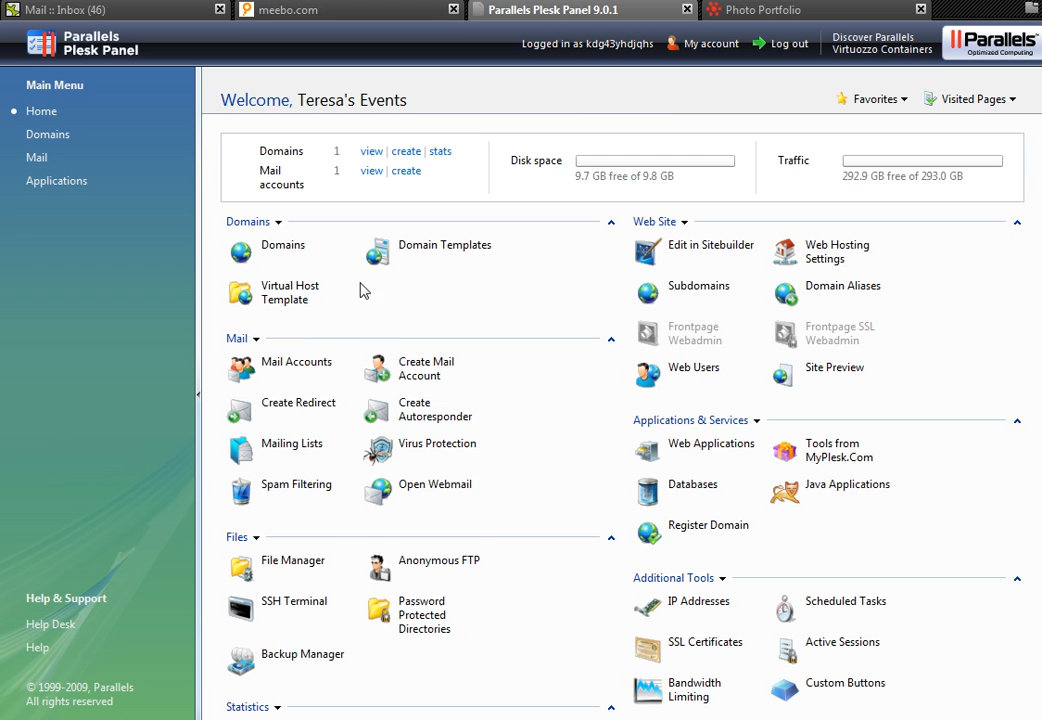 Mail :: Inbox (46)
meebo.com
Parallels Plesk Panel 9.0.1
Photo Portfolio
Parallels
Plesk Panel
Logged in as kdg43yhdjqhs
My account
Log out
Discover Parallels
Virtuozzo Containers
Parallels
Optimized Computing
Main Menu
Home
Domains
Mail
Applications
Welcome, Teresa's Events
Favorites
Visited Pages
Domains 1 view | create | stats
Mail
accounts 1 view | create
Disk space
9.7 GB free of 9.8 GB
Traffic
292.9 GB free of 293.0 GB
Domains
Domains
Domain Templates
Virtual Host
Template
Mail
Mail Accounts
Create Mail
Account
Create Redirect
Create
Autoresponder
Mailing Lists
Virus Protection
Spam Filtering
Open Webmail
Files
File Manager
Anonymous FTP
SSH Terminal
Password
Protected
Directories
Backup Manager
Statistics
Web Site
Edit in Sitebuilder
Web Hosting
Settings
Subdomains
Domain Aliases
Frontpage
Webadmin
Frontpage SSL
Webadmin
Web Users
Site Preview
Applications & Services
Web Applications
Tools from
MyPlesk.Com
Databases
Java Applications
Register Domain
Additional Tools
IP Addresses
Scheduled Tasks
SSL Certificates
Active Sessions
Bandwidth
Limiting
Custom Buttons
Help & Support
Help Desk
Help
© 1999-2009, Parallels
All rights reserved